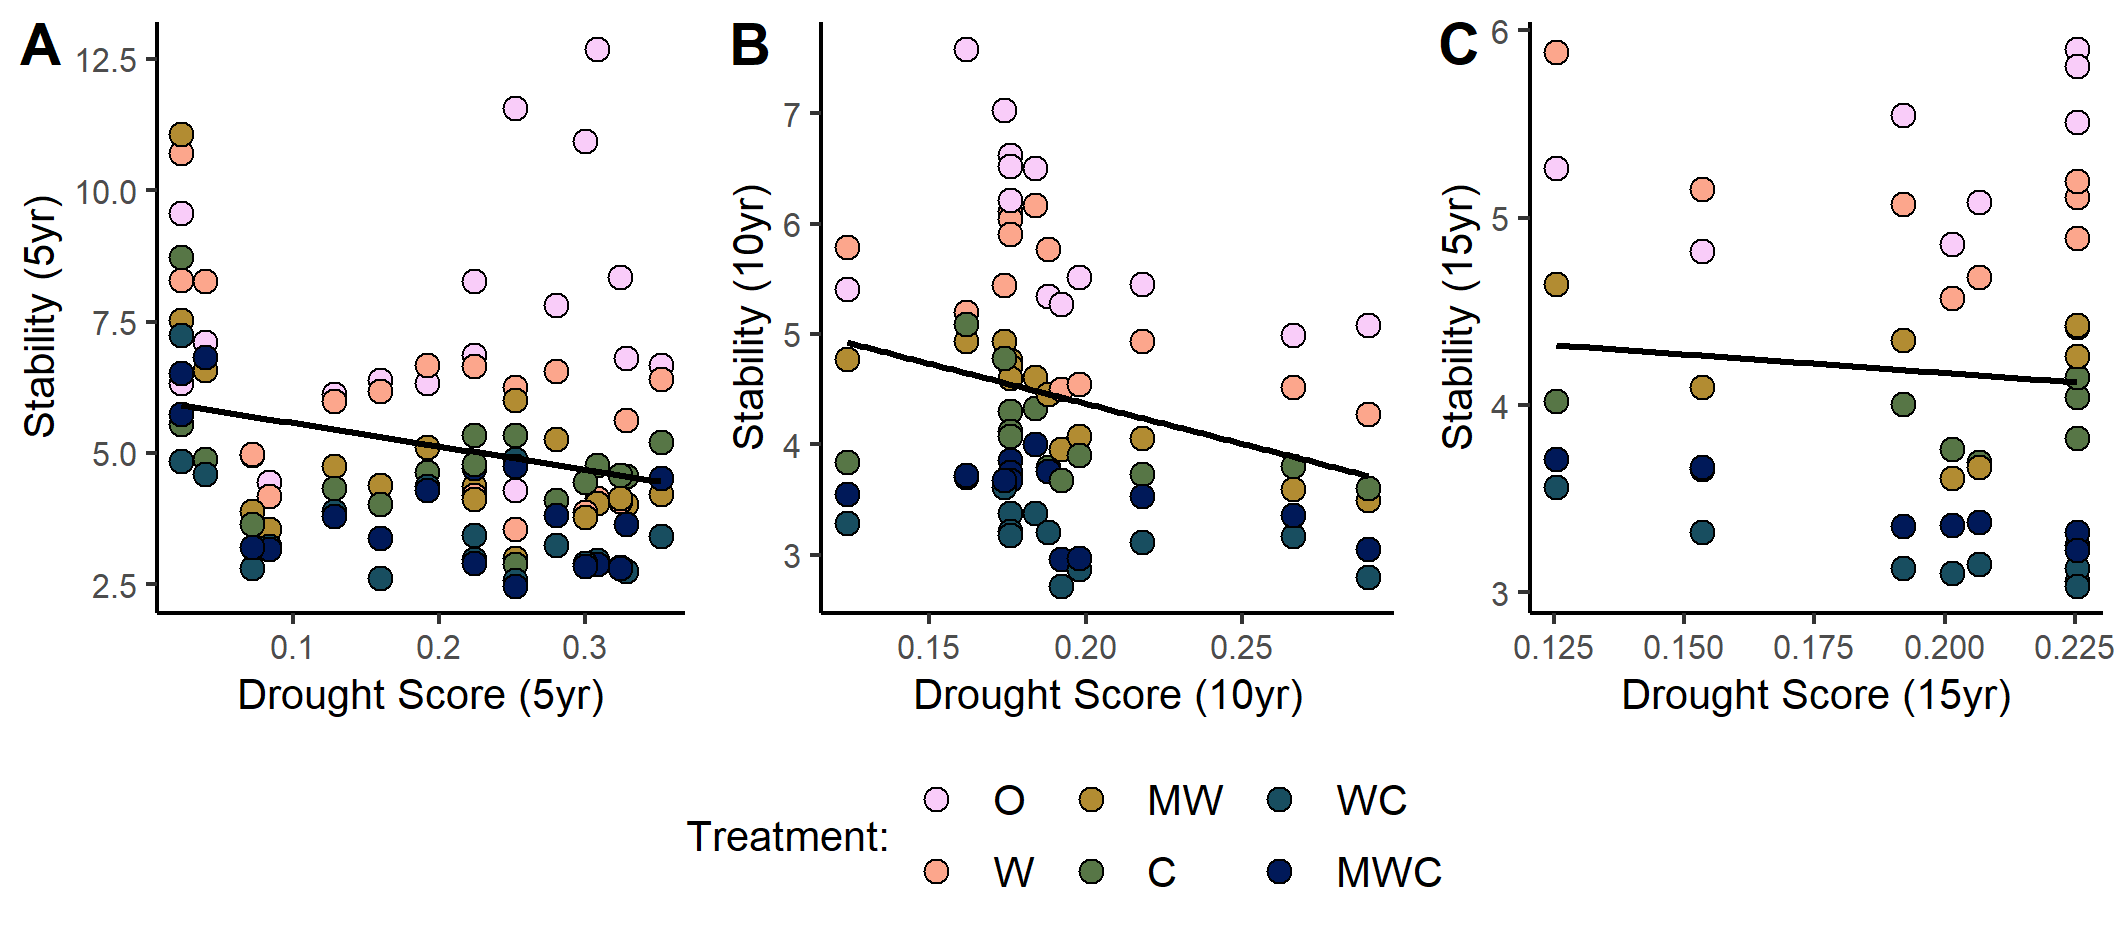 A
B
C
12.5
10.0
7.5
5.0
2.5
Stability (5yr)
0.1
0.2
0.3
Drought Score (5yr)
7
6
5
4
3
Stability (10yr)
0.15
0.20
0.25
Drought Score (10yr)
6
5
4
3
Stability (15yr)
0.125
0.150
0.175
0.200
0.225
Drought Score (15yr)
Treatment:
O
MW
WC
W
C
MWC